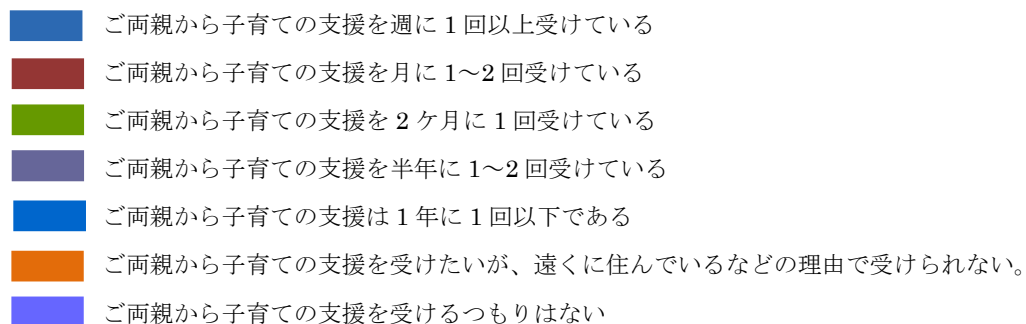 ご両親から子育ての支援を週に 1 回以上受けている
ご両親から子育ての支援を月に 1～2 回受けている
ご両親から子育ての支援を 2 ケ月に 1 回受けている
ご両親から子育ての支援を半年に 1～2 回受けている
ご両親から子育ての支援は 1 年に 1 回以下である
ご両親から子育ての支援を受けたいが、遠くに住んでいるなどの理由で受けられない。
ご両親から子育ての支援を受けるつもりはない